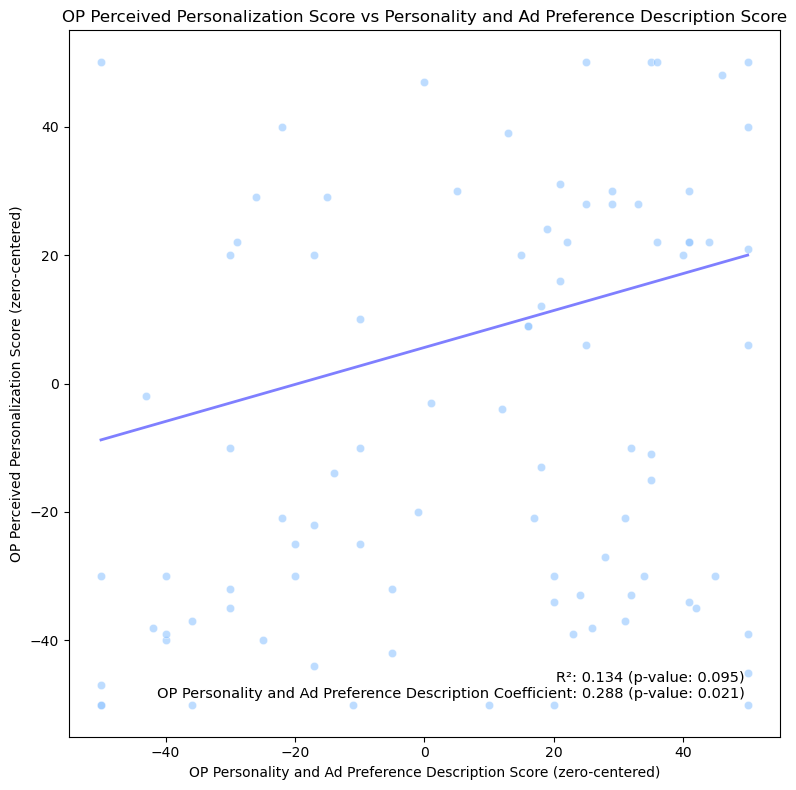 OP Perceived Personalization Score vs Personality and Ad Preference Description Score
OP Perceived Personalization Score (zero-centered)
40
20
0
−20
−40
R²: 0.134 (p-value: 0.095)
OP Personality and Ad Preference Description Coefficient: 0.288 (p-value: 0.021)
−40
−20
0
20
40
OP Personality and Ad Preference Description Score (zero-centered)